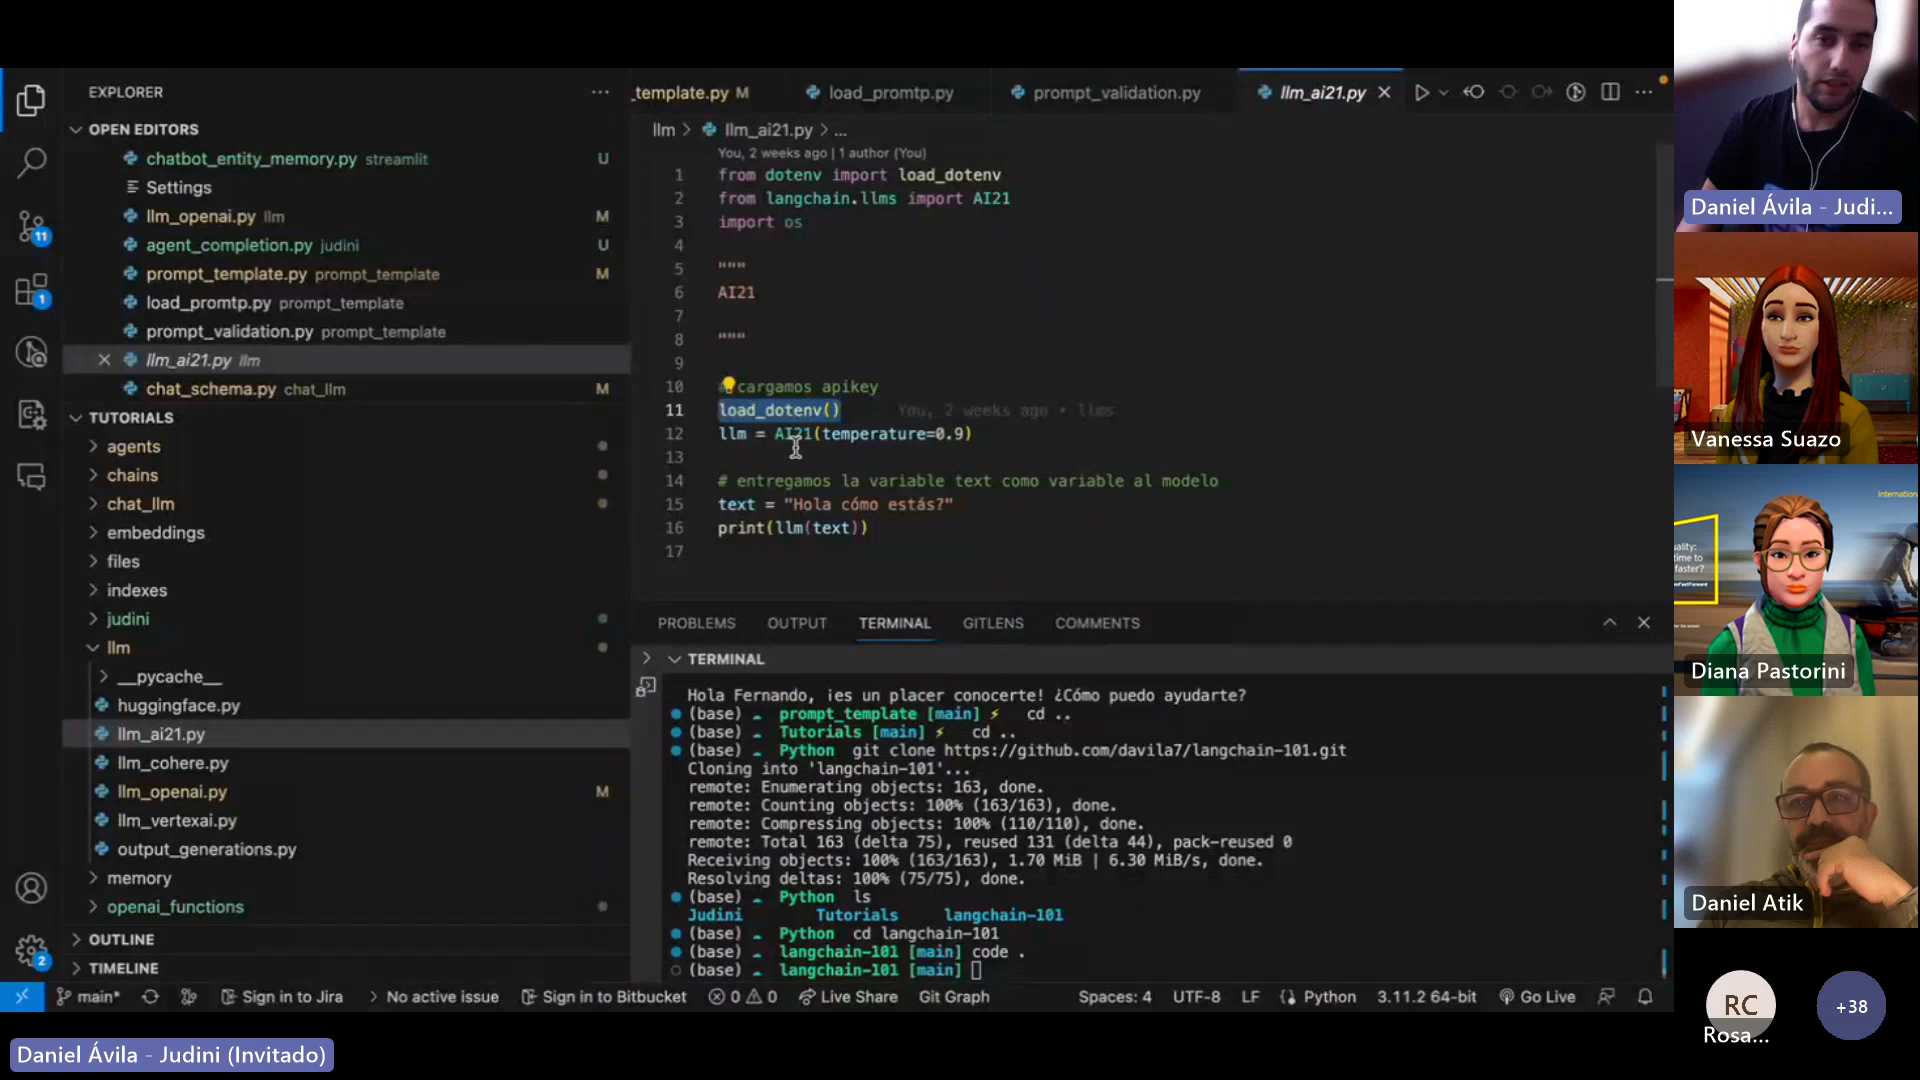 EXPLORER
OPEN EDITORS
chatbot_entity_memory.py streamlit U
Settings
llm_openai.py llm M
agent_completion.py judini U
prompt_template.py prompt_template M
load_promtp.py prompt_template
prompt_validation.py prompt_template
llm_ai21.py llm
chat_schema.py chat_llm M
TUTORIALS
agents
chains
chat_llm
embeddings
files
indexes
judini
llm
__pycache__
huggingface.py
llm_ai21.py
llm_cohere.py
llm_openai.py M
llm_vertexai.py
output_generations.py
memory
openai_functions
OUTLINE
TIMELINE
11
1
2
_template.py M load_promtp.py prompt_validation.py llm_ai21.py
llm > llm_ai21.py > ...
You, 2 weeks ago | 1 author (You)
1 from dotenv import load_dotenv
2 from langchain.llms import AI21
3 import os
4
5 """
6 AI21
7
8 """
9
10 # cargamos apikey
11 load_dotenv() You, 2 weeks ago • llms
12 llm = AI21(temperature=0.9)
13
14 # entregamos la variable text como variable al modelo
15 text = "Hola cómo estás?"
16 print(llm(text))
17
PROBLEMS OUTPUT TERMINAL GITLENS COMMENTS
TERMINAL
Hola Fernando, ¡es un placer conocerte! ¿Cómo puedo ayudarte?
(base) prompt_template [main] ⚡ cd ..
(base) Tutorials [main] ⚡ cd ..
(base) Python git clone https://github.com/davila7/langchain-101.git
Cloning into 'langchain-101'...
remote: Enumerating objects: 163, done.
remote: Counting objects: 100% (163/163), done.
remote: Compressing objects: 100% (110/110), done.
remote: Total 163 (delta 75), reused 131 (delta 44), pack-reused 0
Receiving objects: 100% (163/163), 1.70 MiB | 6.30 MiB/s, done.
Resolving deltas: 100% (75/75), done.
(base) Python ls
Judini Tutorials langchain-101
(base) Python cd langchain-101
(base) langchain-101 [main] code .
(base) langchain-101 [main]
main* Sign in to Jira No active issue Sign in to Bitbucket 0 0 Live Share Git Graph Spaces: 4 UTF-8 LF Python 3.11.2 64-bit Go Live
Daniel Ávila - Judini (Invitado)
Daniel Ávila - Judi...
Vanessa Suazo
Internation
uality:
time to
faster?
Diana Pastorini
Daniel Atik
RC
Rosa...
+38